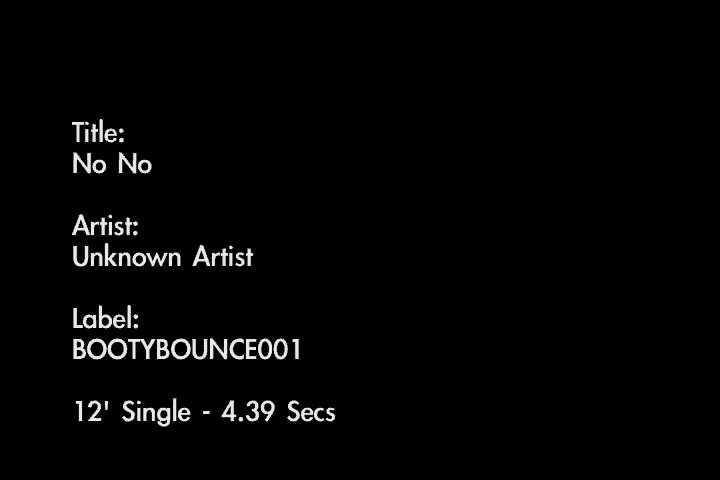 Title:
No No
Artist:
Unknown Artist
Label:
BOOTYBOUNCE001
12' Single - 4.39 Secs